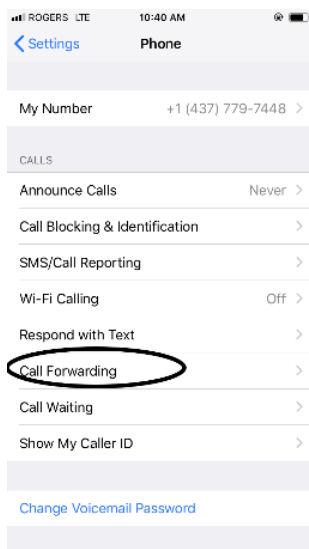 ROGERS LTE 10:40 AM
Settings Phone
My Number +1 (437) 779-7448
CALLS
Announce Calls Never
Call Blocking & Identification
SMS/Call Reporting
Wi-Fi Calling Off
Respond with Text
Call Forwarding
Call Waiting
Show My Caller ID
Change Voicemail Password